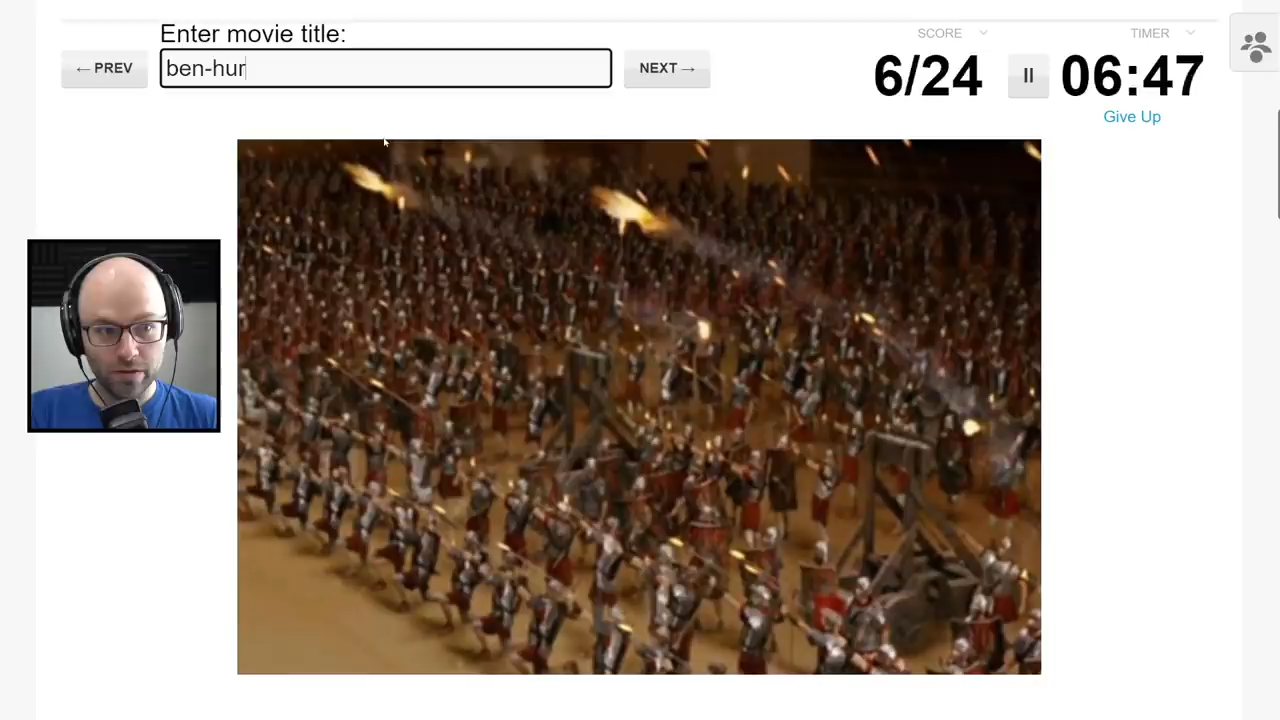 Enter movie title:
← PREV
ben-hur
NEXT →
SCORE
6/24
TIMER
06:47
Give Up